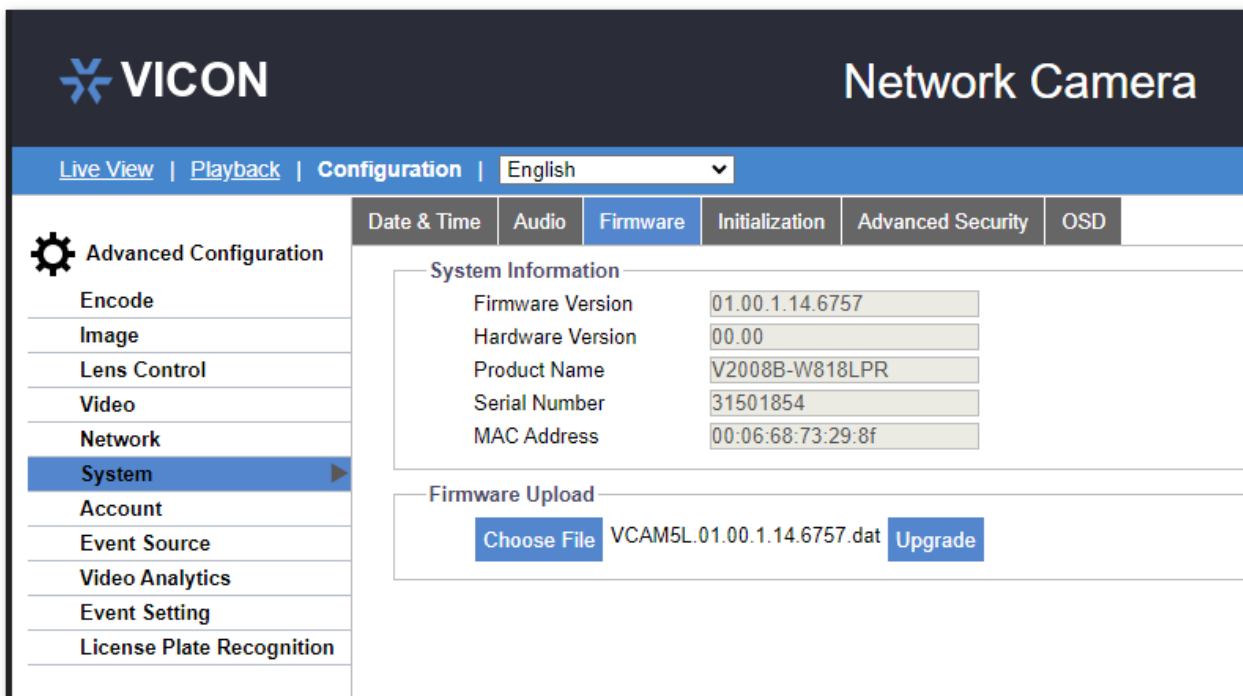 VICON
Network Camera
Live View | Playback | Configuration | English
Date & Time Audio Firmware Initialization Advanced Security OSD
Advanced Configuration
Encode
Image
Lens Control
Video
Network
System
Account
Event Source
Video Analytics
Event Setting
License Plate Recognition
System Information
Firmware Version 01.00.1.14.6757
Hardware Version 00.00
Product Name V2008B-W818LPR
Serial Number 31501854
MAC Address 00:06:68:73:29:8f
Firmware Upload
Choose File VCAM5L.01.00.1.14.6757.dat Upgrade